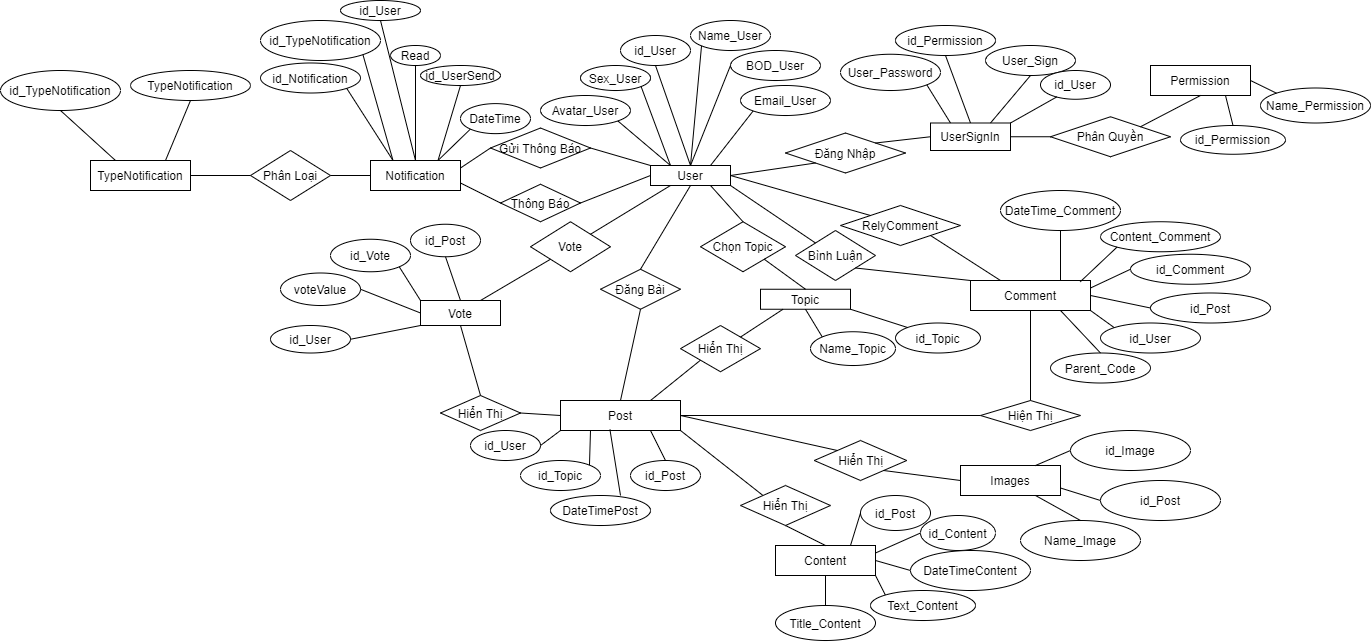 id_User
id_TypeNotification
Read
id_Notification
id_UserSend
id_TypeNotification
TypeNotification
DateTime
TypeNotification
Phân Loại
Notification
Gửi Thông Báo
Thông Báo
Name_User
id_User
BOD_User
Sex_User
Email_User
Avatar_User
User
id_Permission
User_Sign
User_Password
id_User
UserSignIn
Đăng Nhập
Phân Quyền
Permission
Name_Permission
id_Permission
RelyComment
Bình Luận
Chọn Topic
Vote
Đăng Bài
id_Post
id_Vote
voteValue
id_User
Vote
Topic
Name_Topic
id_Topic
Hiển Thị
DateTime_Comment
Content_Comment
id_Comment
id_Post
id_User
Parent_Code
Comment
Hiển Thị
Post
Hiện Thị
id_User
id_Topic
id_Post
DateTimePost
Hiển Thị
Images
id_Image
id_Post
Name_Image
Hiển Thị
Content
id_Post
id_Content
DateTimeContent
Text_Content
Title_Content